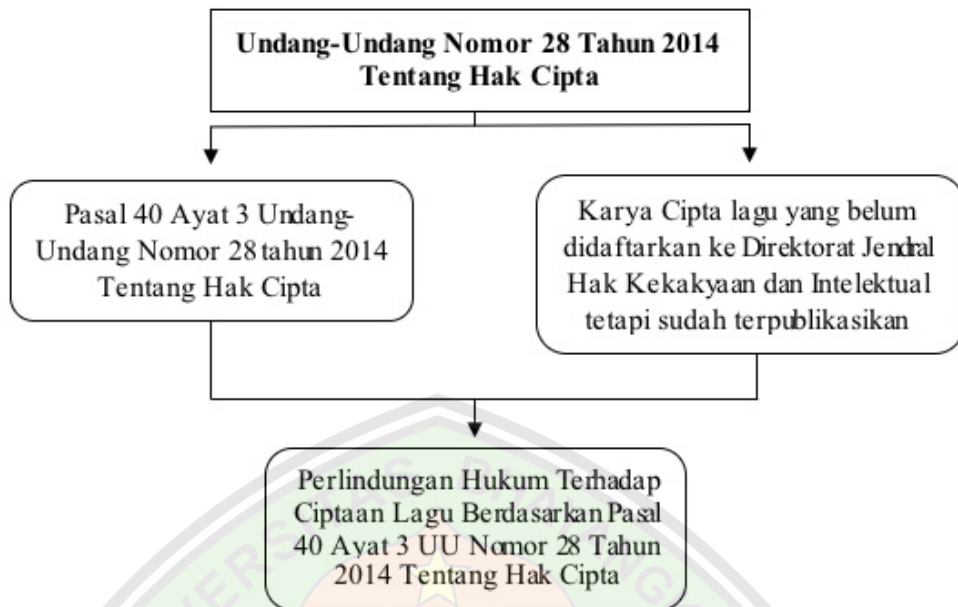 Undang-Undang Nomor 28 Tahun 2014
Tentang Hak Cipta
Pasal 40 Ayat 3 Undang-
Undang Nomor 28 tahun 2014
Tentang Hak Cipta
Karya Cipta lagu yang belum
didaftarkan ke Direktorat Jendral
Hak Kekakyaan dan Intelektual
tetapi sudah terpublikasikan
Perlindungan Hukum Terhadap
Ciptaan Lagu Berdasarkan Pasal
40 Ayat 3 UU Nomor 28 Tahun
2014 Tentang Hak Cipta